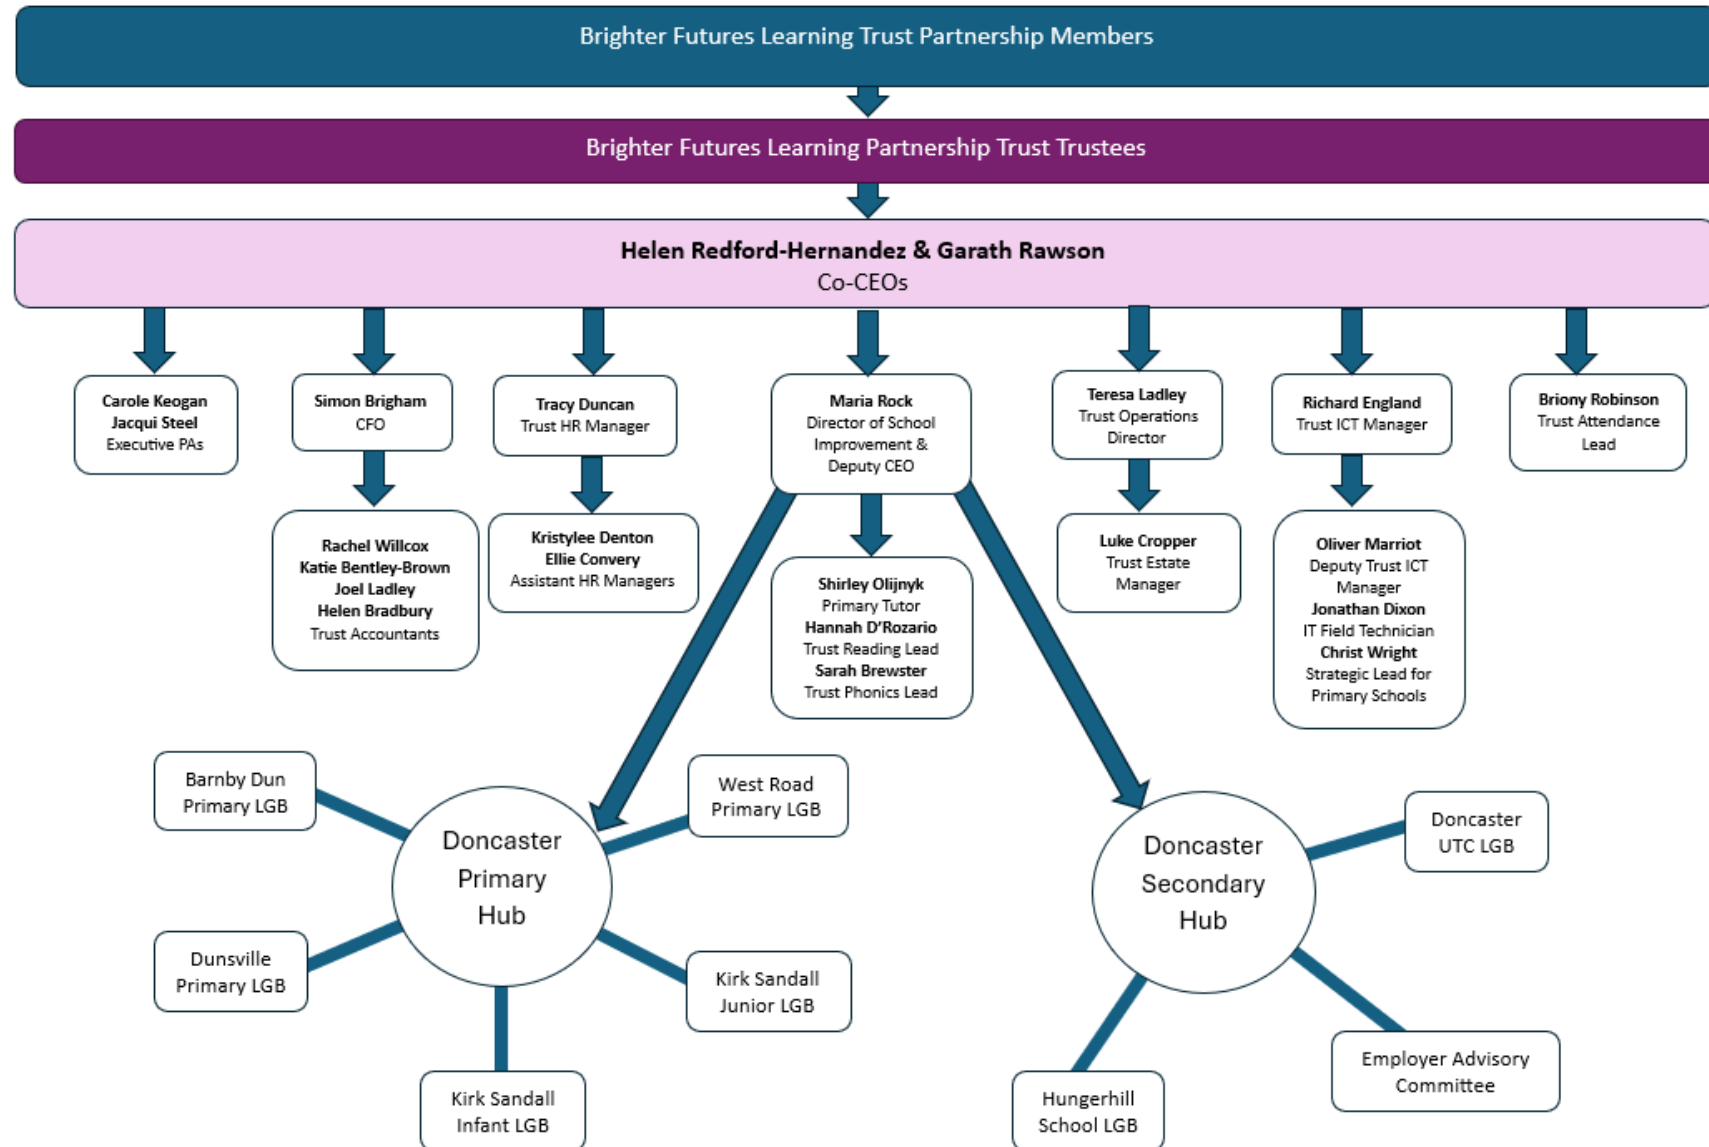 Brighter Futures Learning Trust Partnership Members
Brighter Futures Learning Partnership Trust Trustees
Helen Redford-Hernandez & Garath Rawson
Co-CEOs
Carole Keogan
Jacqui Steel
Executive PAs
Simon Brigham
CFO
Tracy Duncan
Trust HR Manager
Maria Rock
Director of School
Improvement &
Deputy CEO
Teresa Ladley
Trust Operations
Director
Richard England
Trust ICT Manager
Briony Robinson
Trust Attendance
Lead
Rachel Willcox
Katie Bentley-Brown
Joel Ladley
Helen Bradbury
Trust Accountants
Kristylee Denton
Ellie Convery
Assistant HR Managers
Shirley Olijnyk
Primary Tutor
Hannah D'Rozario
Trust Reading Lead
Sarah Brewster
Trust Phonics Lead
Luke Cropper
Trust Estate
Manager
Oliver Marriot
Deputy Trust ICT
Manager
Jonathan Dixon
IT Field Technician
Christ Wright
Strategic Lead for
Primary Schools
Barnby Dun
Primary LGB
West Road
Primary LGB
Doncaster
Primary
Hub
Dunsville
Primary LGB
Kirk Sandall
Junior LGB
Kirk Sandall
Infant LGB
Doncaster
UTC LGB
Doncaster
Secondary
Hub
Employer Advisory
Committee
Hungerhill
School LGB